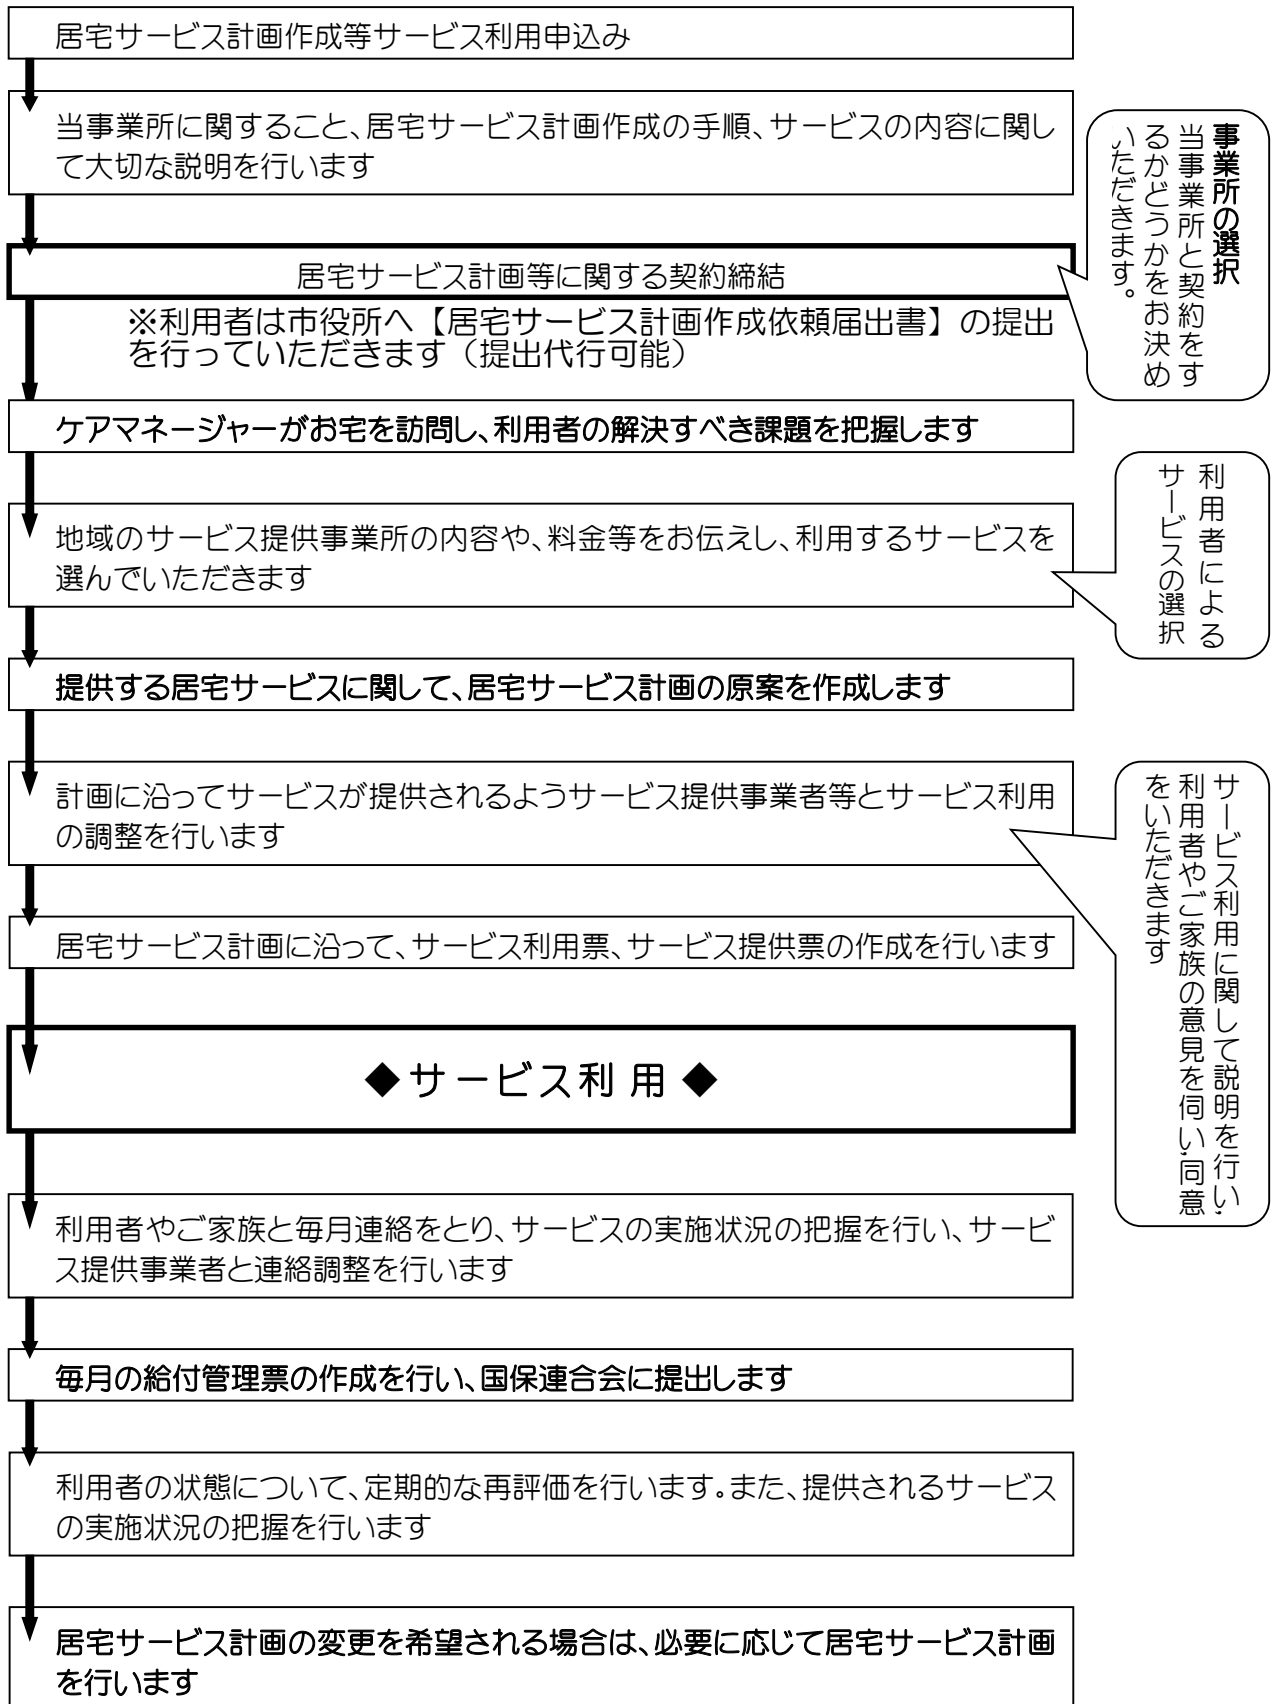 居宅サービス計画作成等サービス利用申込み
当事業所に関すること、居宅サービス計画作成の手順、サービスの内容に関し
て大切な説明を行います
事業所の選択
当事業所と契約をす
るかどうかをお決め
いただきます。
居宅サービス計画等に関する契約締結
※利用者は市役所へ【居宅サービス計画作成依頼届出書】の提出
を行っていただきます（提出代行可能）
ケアマネージャーがお宅を訪問し、利用者の解決すべき課題を把握します
地域のサービス提供事業所の内容や、料金等をお伝えし、利用するサービスを
選んでいただきます
利用者による
サービスの選択
提供する居宅サービスに関して、居宅サービス計画の原案を作成します
計画に沿ってサービスが提供されるようサービス提供事業者等とサービス利用
の調整を行います
サービス利用に関して説明を行い、
利用者やご家族の意見を伺い、同意
をいただきます
居宅サービス計画に沿って、サービス利用票、サービス提供票の作成を行います
◆サービス利用◆
利用者やご家族と毎月連絡をとり、サービスの実施状況の把握を行い、サービ
ス提供事業者と連絡調整を行います
毎月の給付管理票の作成を行い、国保連合会に提出します
利用者の状態について、定期的な再評価を行います。また、提供されるサービス
の実施状況の把握を行います
居宅サービス計画の変更を希望される場合は、必要に応じて居宅サービス計画
を行います